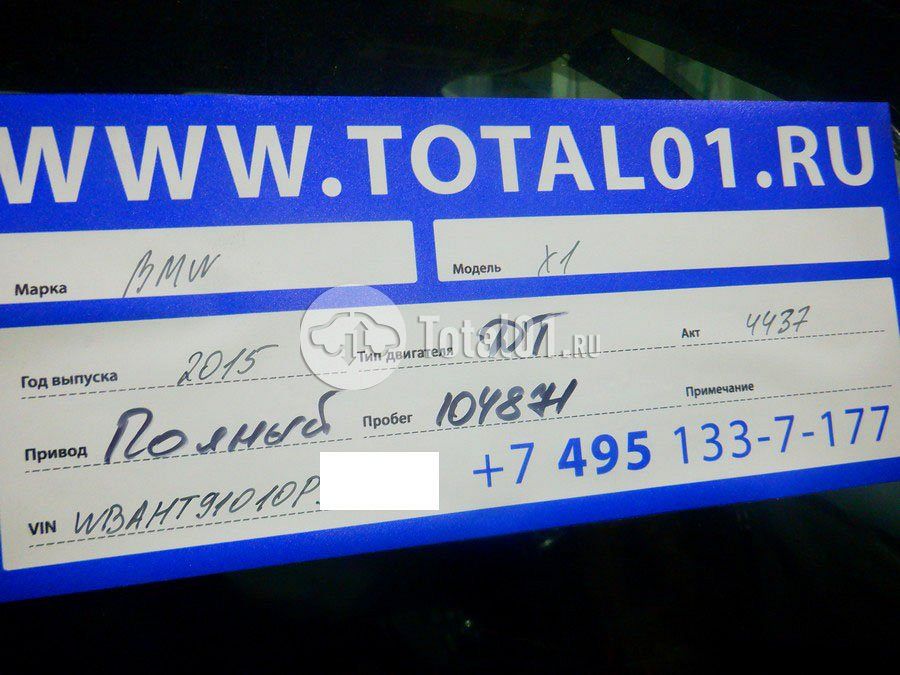 WWW.TOTAL01.RU
Марка BMW Модель X1
Год выпуска 2015 Тип двигателя ДТ Акт 4437
Привод Полный Пробег 104871 Примечание
+7 495 133-7-177
VIN WBAHT91010P
Total01.RU